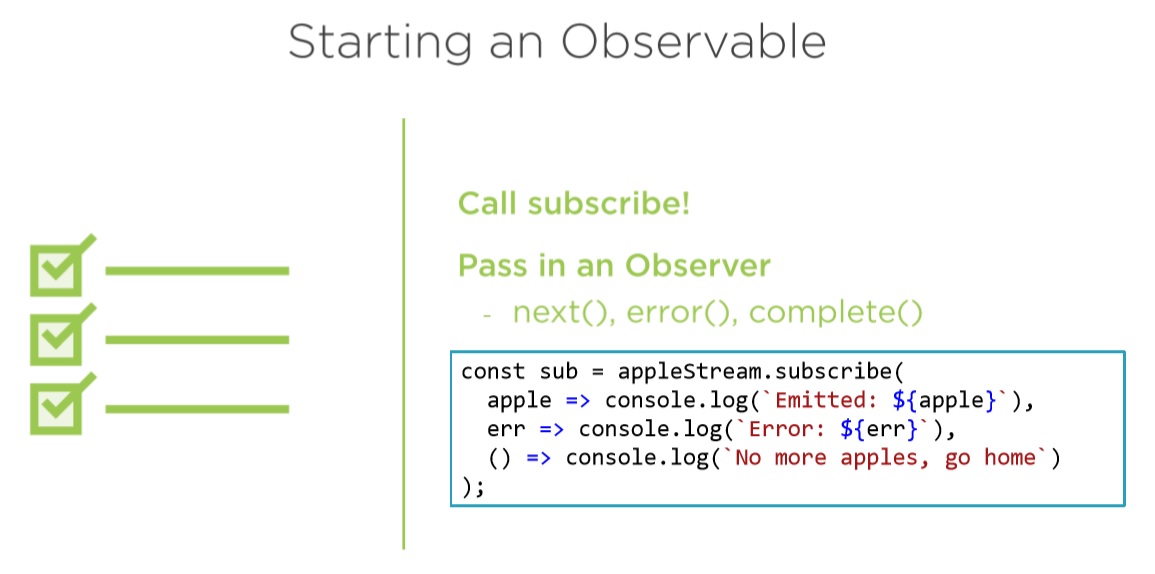 Starting an Observable
Call subscribe!
Pass in an Observer
- next(), error(), complete()
const sub = appleStream.subscribe(
  apple => console.log(`Emitted: ${apple}`),
  err => console.log(`Error: ${err}`),
  () => console.log(`No more apples, go home`)
);